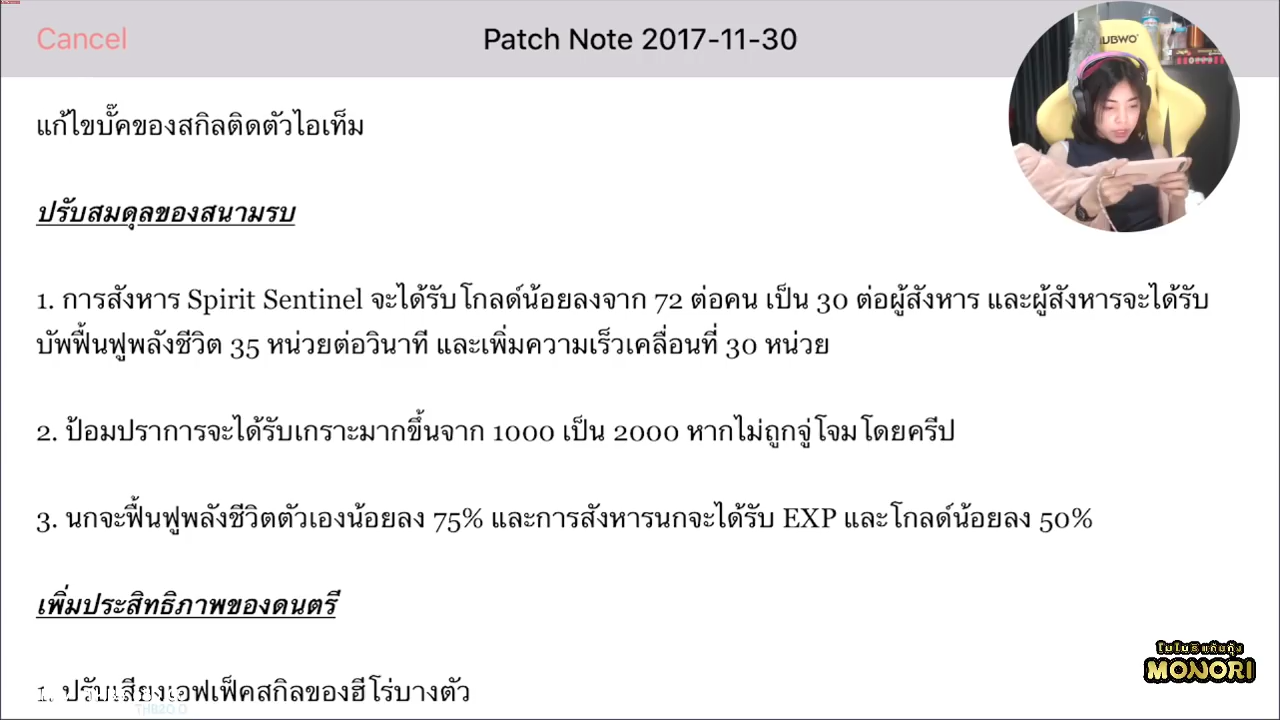 Cancel
Patch Note 2017-11-30
แก้ไขบั๊คของสกิลติดตัวไอเท็ม
ปรับสมดุลของสนามรบ
1. การสังหาร Spirit Sentinel จะได้รับโกลด์น้อยลงจาก 72 ต่อคน เป็น 30 ต่อผู้สังหาร และผู้สังหารจะได้รับ
บัพฟื้นฟูพลังชีวิต 35 หน่วยต่อวินาที และเพิ่มความเร็วเคลื่อนที่ 30 หน่วย
2. ป้อมปราการจะได้รับเกราะมากขึ้นจาก 1000 เป็น 2000 หากไม่ถูกจู่โจมโดยครีป
3. นกจะฟื้นฟูพลังชีวิตตัวเองน้อยลง 75% และการสังหารนกจะได้รับ EXP และโกลด์น้อยลง 50%
เพิ่มประสิทธิภาพของดนตรี
ปรับเสียงเอฟเฟ็คสกิลของฮีโร่บางตัว
THB20.0
MONORI